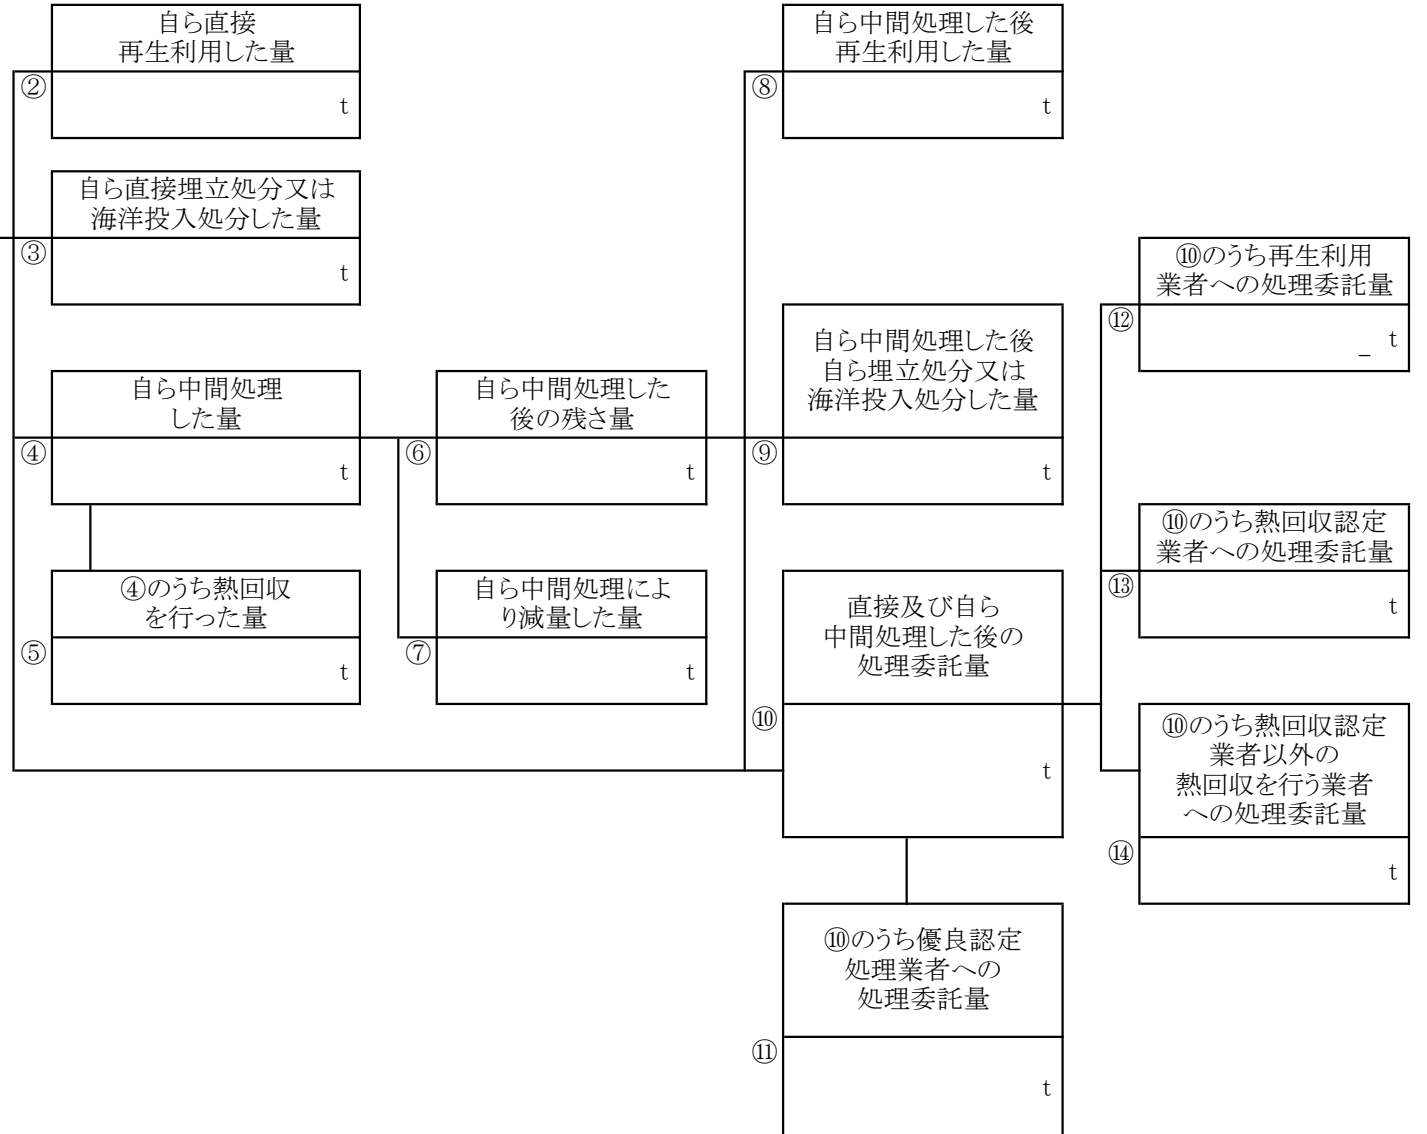 自ら直接
再生利用した量
②
t
自ら直接埋立処分又は
海洋投入処分した量
③
t
自ら中間処理
した量
④
t
④のうち熱回収
を行った量
⑤
t
自ら中間処理した
後の残さ量
⑥
t
自ら中間処理によ
り減量した量
⑦
t
自ら中間処理した後
再生利用した量
⑧
t
自ら中間処理した後
自ら埋立処分又は
海洋投入処分した量
⑨
t
直接及び自ら
中間処理した後の
処理委託量
⑩
t
⑩のうち優良認定
処理業者への
処理委託量
⑪
t
⑩のうち再生利用
業者への処理委託量
⑫
_ t
⑩のうち熱回収認定
業者への処理委託量
⑬
t
⑩のうち熱回収認定
業者以外の
熱回収を行う業者
への処理委託量
⑭
t